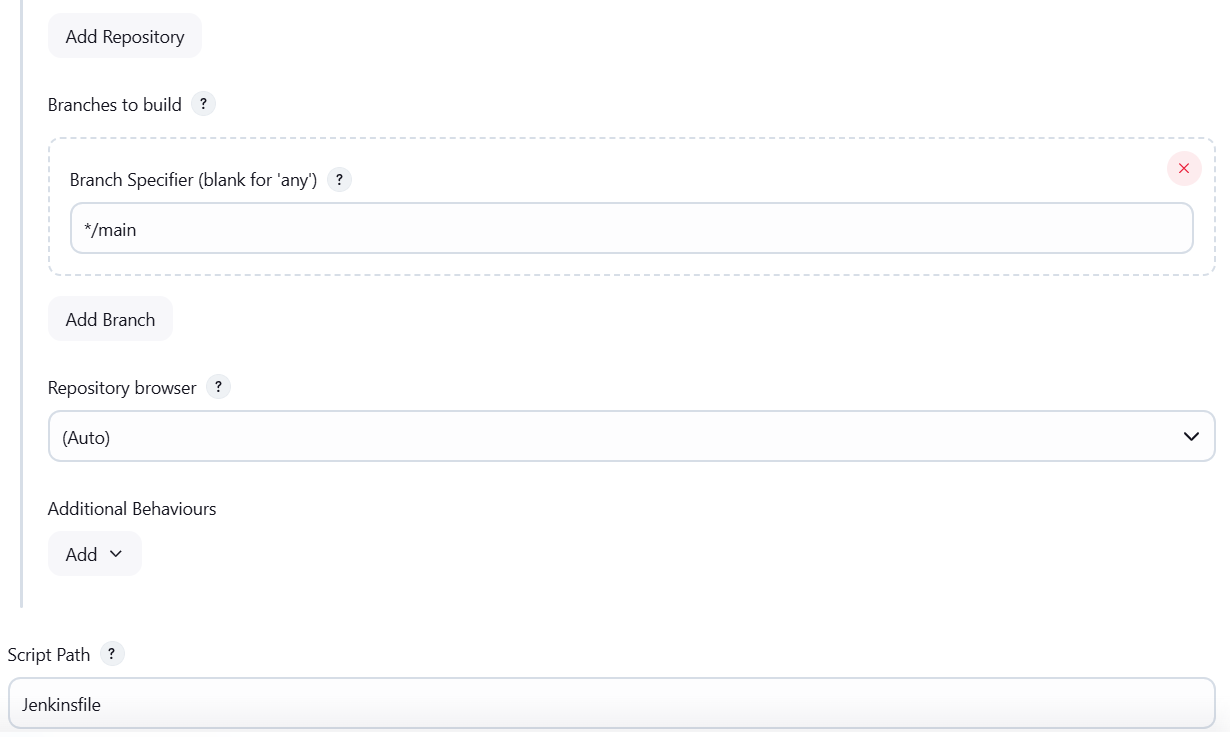 Add Repository
Branches to build ?
Branch Specifier (blank for 'any') ?
*/main
Add Branch
Repository browser ?
(Auto)
Additional Behaviours
Add
Script Path ?
Jenkinsfile